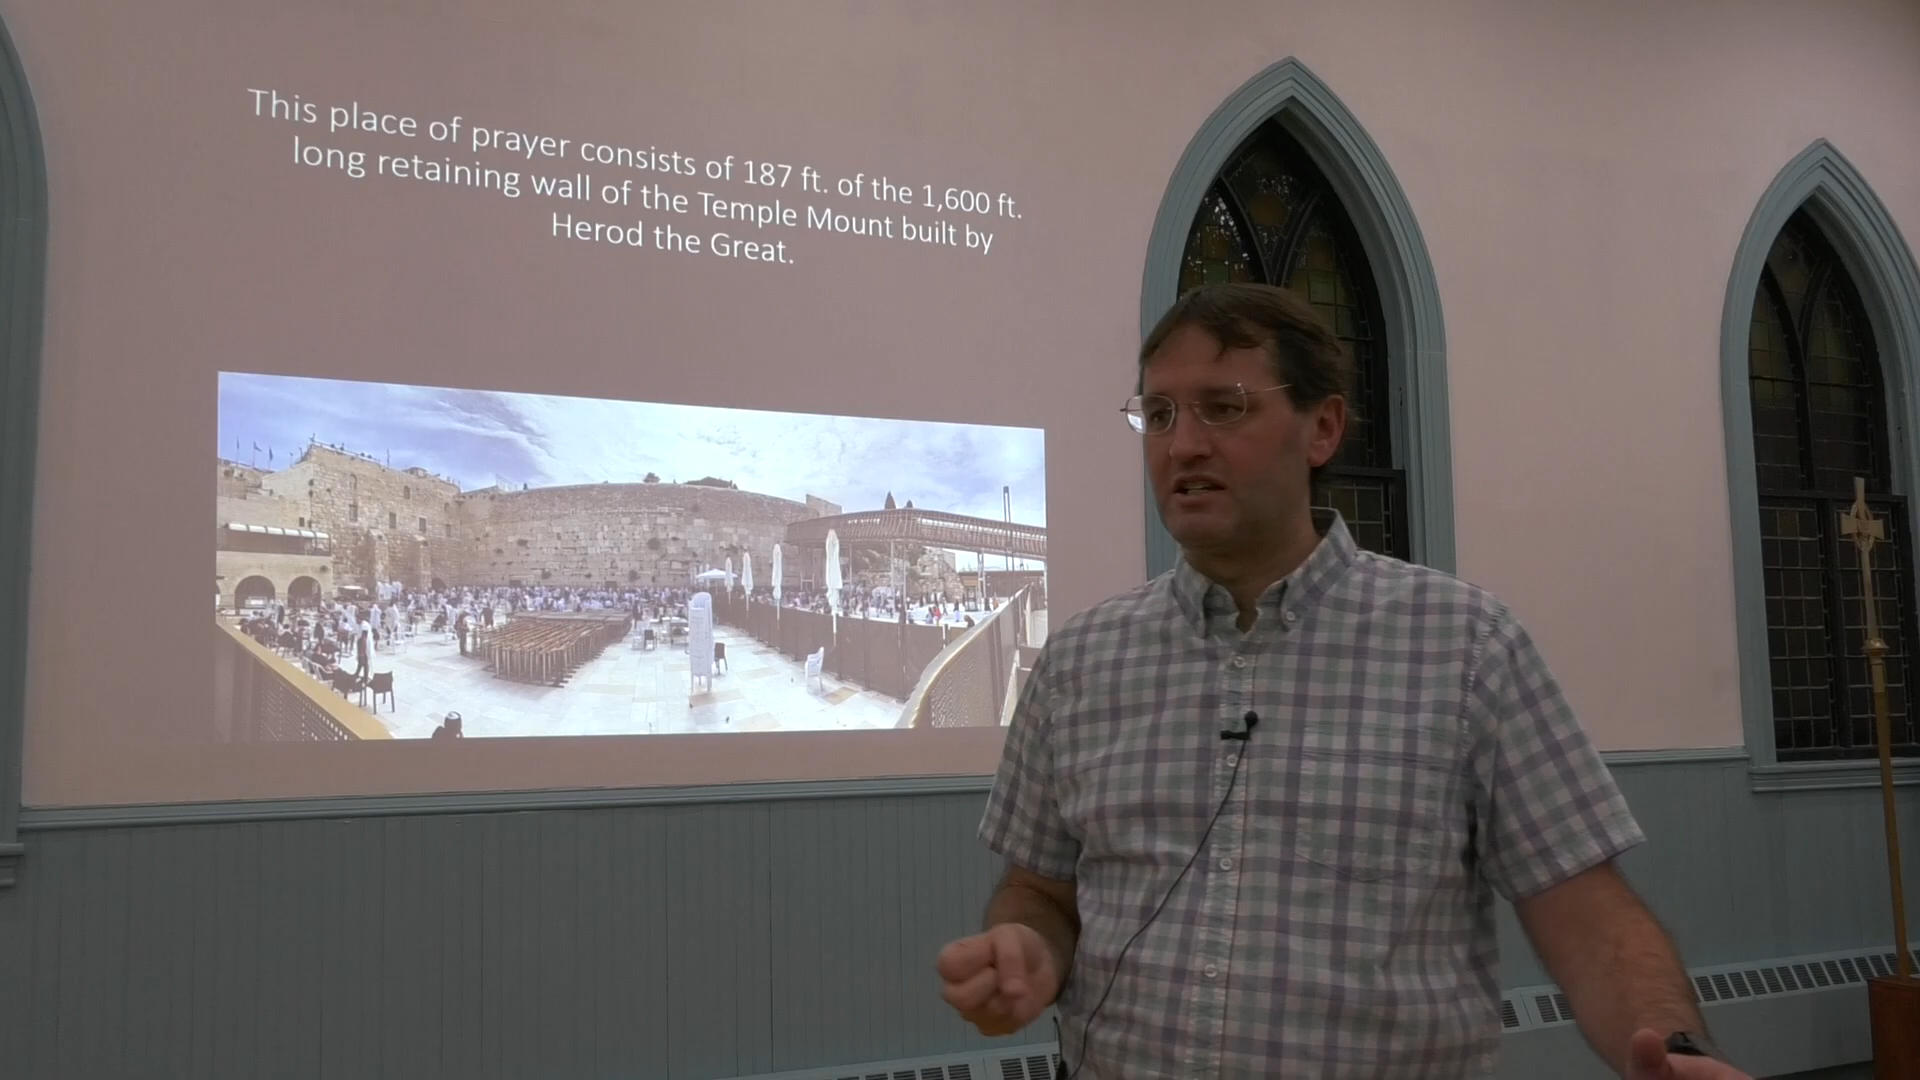 This place of prayer consists of 187 ft. of the 1,600 ft.
long retaining wall of the Temple Mount built by
Herod the Great.